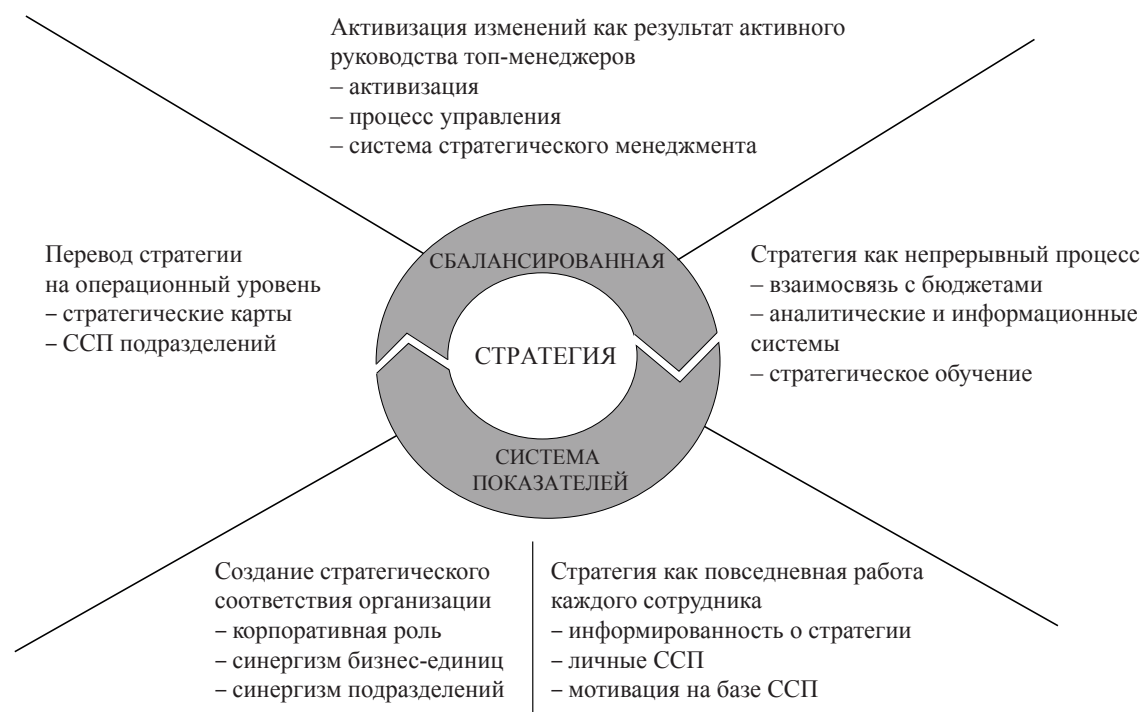 Активизация изменений как результат активного
руководства топ-менеджеров
– активизация
– процесс управления
– система стратегического менеджмента
Перевод стратегии
на операционный уровень
– стратегические карты
– ССП подразделений
СБАЛАНСИРОВАННАЯ
СТРАТЕГИЯ
СИСТЕМА
ПОКАЗАТЕЛЕЙ
Стратегия как непрерывный процесс
– взаимосвязь с бюджетами
– аналитические и информационные
системы
– стратегическое обучение
Создание стратегического
соответствия организации
– корпоративная роль
– синергизм бизнес-единиц
– синергизм подразделений
Стратегия как повседневная работа
каждого сотрудника
– информированность о стратегии
– личные ССП
– мотивация на базе ССП